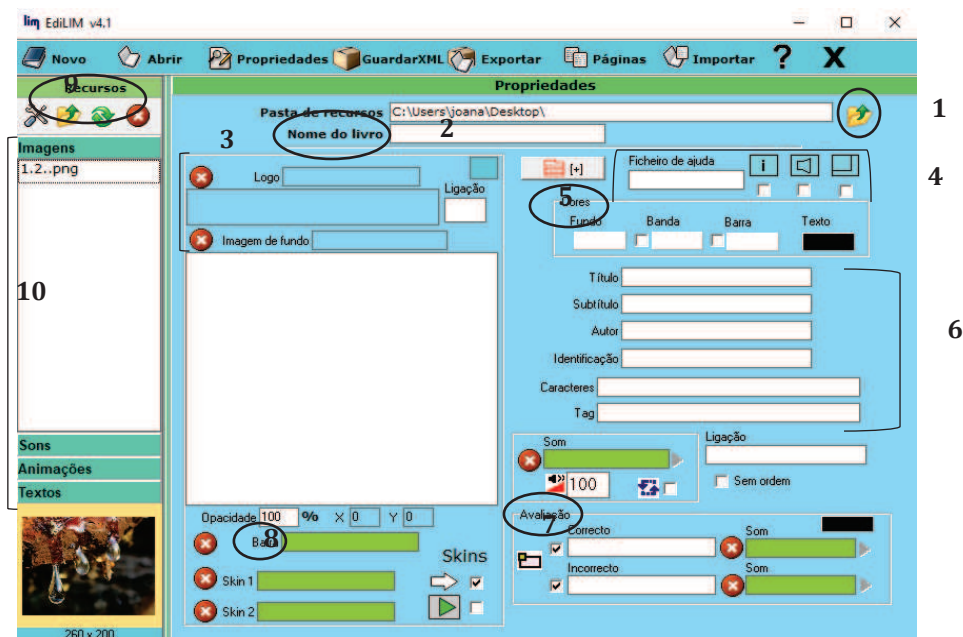 lim EdiLIM v4.1
Novo Abrir Propriedades GuardarXML Exportar Páginas Importar ? X
9
Recursos
Propriedades
Pasta de recursos C:\Users\joana\Desktop\
1
Nome do livro
2
3
Imagens
1.2..png
Logo
Ligação
[+]
Ficheiro de ajuda
i
4
5
Cores
Fundo Banda Barra Texto
Imagem de fundo
10
Título
Subtítulo
Autor
Identificação
Caracteres
Tag
6
Sons
Animações
Textos
Som
Ligação
100
Sem ordem
Opacidade 100 % X 0 Y 0
Avaliação
7
8
Barra
Skins
Skin 1
Skin 2
Correcto
Som
Incorrecto
Som
260 x 200